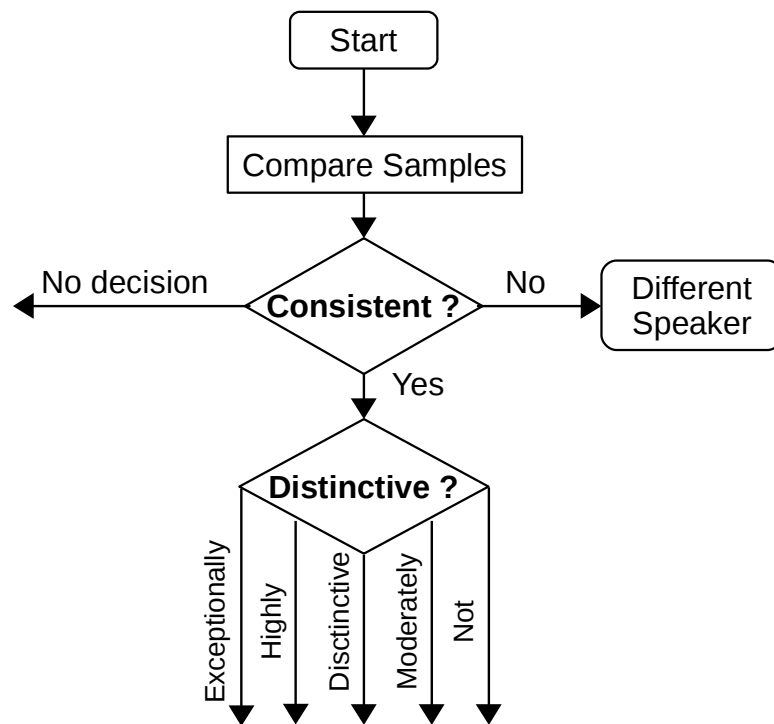 Start
Compare Samples
No decision
Consistent ?
No
Different
Speaker
Yes
Distinctive ?
Exceptionally
Highly
Disctinctive
Moderately
Not